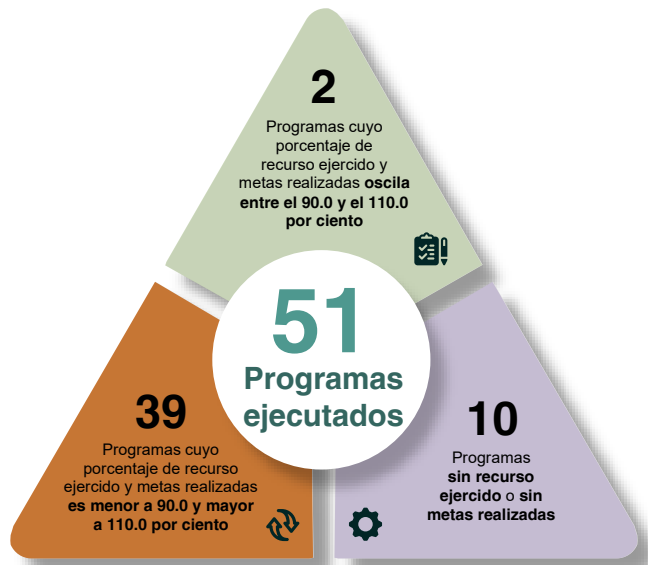 2
Programas cuyo
porcentaje de
recurso ejercido y
metas realizadas oscila
entre el 90.0 y el 110.0
por ciento
51
Programas
ejecutados
39
Programas cuyo
porcentaje de recurso
ejercido y metas realizadas
es menor a 90.0 y mayor
a 110.0 por ciento
10
Programas
sin recurso
ejercido o sin
metas realizadas